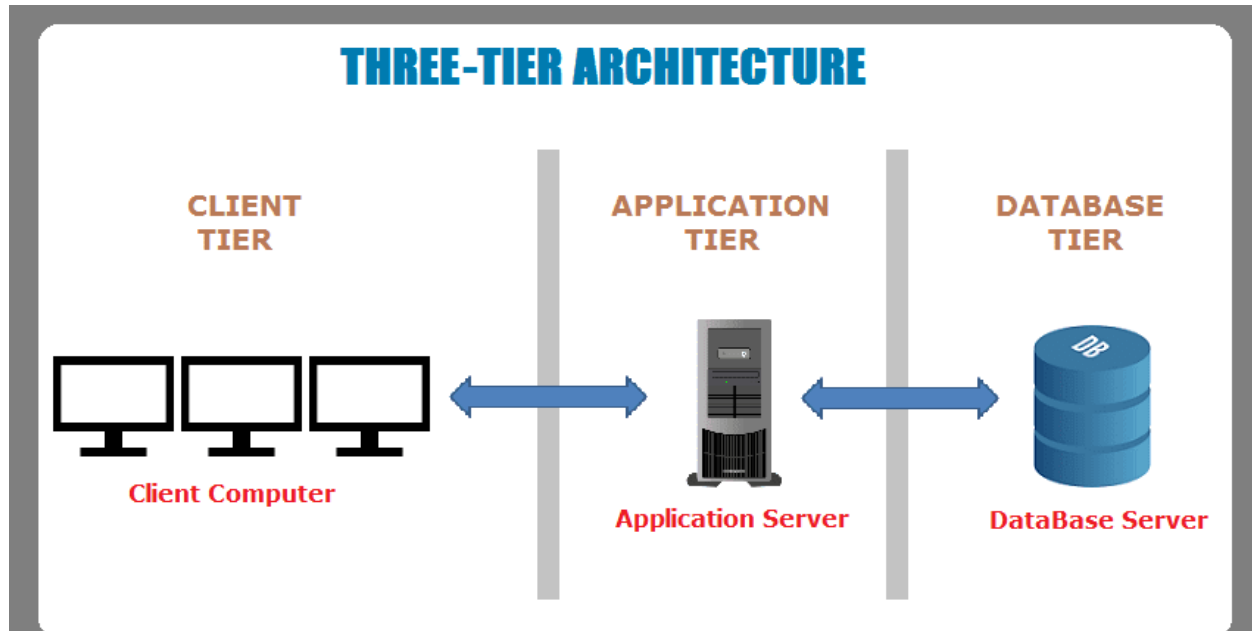 THREE-TIER ARCHITECTURE
CLIENT
TIER
APPLICATION
TIER
DATABASE
TIER
DB
Client Computer
Application Server
DataBase Server